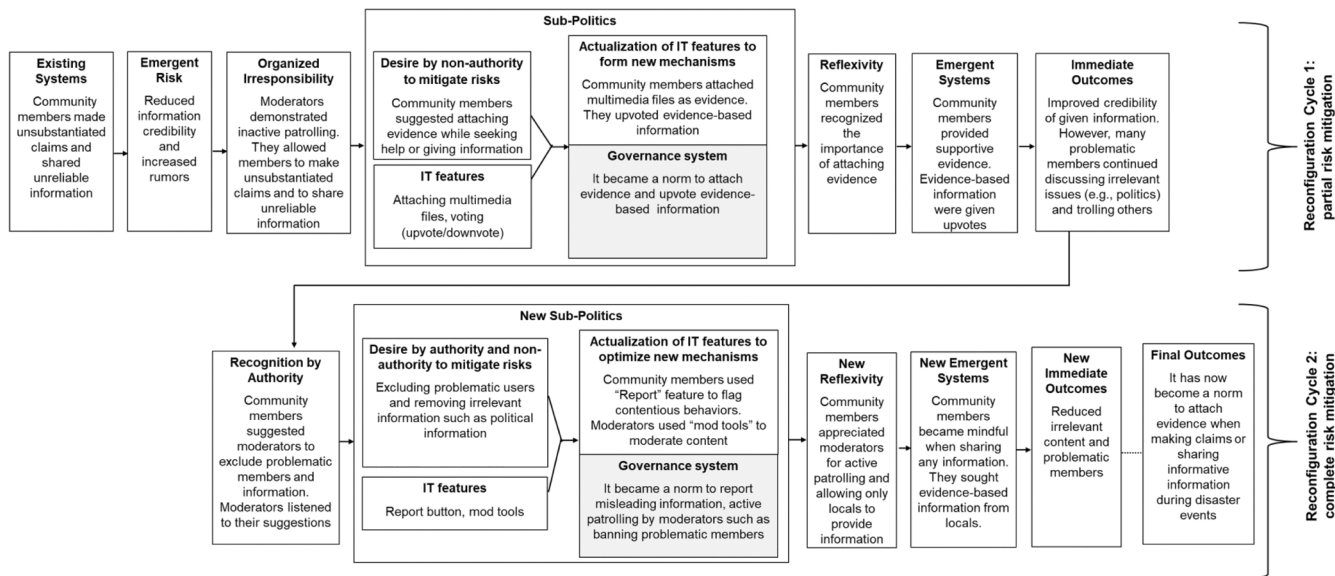 Sub-Politics
Existing
Systems
Community
members made
unsubstantiated
claims and
shared
unreliable
information
Emergent
Risk
Reduced
information
credibility
and
increased
rumors
Organized
Irresponsibility
Moderators
demonstrated
inactive patrolling.
They allowed
members to make
unsubstantiated
claims and to share
unreliable
information
Desire by non-authority
to mitigate risks
Community members
suggested attaching
evidence while seeking
help or giving information
IT features
Attaching multimedia
files, voting
(upvote/downvote)
Actualization of IT features to
form new mechanisms
Community members attached
multimedia files as evidence.
They upvoted evidence-based
information
Governance system
It became a norm to attach
evidence and upvote evidence-
based information
Reflexivity
Community
members
recognized
the
importance of
attaching
evidence
Emergent
Systems
Community
members
provided
supportive
evidence.
Evidence-based
information
were given
upvotes
Immediate
Outcomes
Improved credibility
of given information.
However, many
problematic
members continued
discussing irrelevant
issues (e.g., politics)
and trolling others
Reconfiguration Cycle 1:
partial risk mitigation
New Sub-Politics
Recognition by
Authority
Community
members
suggested
moderators to
exclude problematic
members and
information.
Moderators listened
to their suggestions
Desire by authority and non-
authority to mitigate risks
Excluding problematic users
and removing irrelevant
information such as political
information
IT features
Report button, mod tools
Actualization of IT features to
optimize new mechanisms
Community members used
“Report” feature to flag
contentious behaviors.
Moderators used “mod tools” to
moderate content
Governance system
It became a norm to report
misleading information, active
patrolling by moderators such as
banning problematic members
New
Reflexivity
Community
members
appreciated
moderators
for active
patrolling and
allowing only
locals to
provide
information
New Emergent
Systems
Community
members
became mindful
when sharing
any information.
They sought
evidence-based
information from
locals.
New
Immediate
Outcomes
Reduced
irrelevant
content and
problematic
members
Final Outcomes
It has now
become a norm
to attach
evidence when
making claims or
sharing
informative
information
during disaster
events
Reconfiguration Cycle 2:
complete risk mitigation